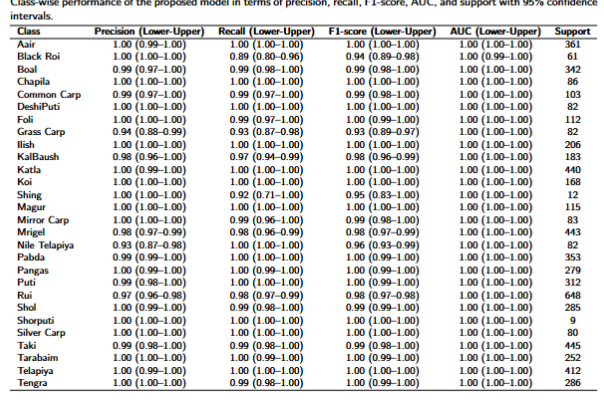 Class-wise performance of the proposed model in terms of precision, recall, F1-score, AUC, and support with 95% confidence
intervals.
Class Precision (Lower-Upper) Recall (Lower-Upper) F1-score (Lower-Upper) AUC (Lower-Upper) Support
Aair 1.00 (0.99–1.00) 1.00 (1.00–1.00) 1.00 (1.00–1.00) 1.00 (1.00–1.00) 361
Black Roi 1.00 (1.00–1.00) 0.89 (0.80–0.96) 0.94 (0.89–0.98) 1.00 (0.99–1.00) 61
Boal 0.99 (0.97–1.00) 0.99 (0.98–1.00) 0.99 (0.98–1.00) 1.00 (1.00–1.00) 342
Chapila 1.00 (1.00–1.00) 1.00 (1.00–1.00) 1.00 (1.00–1.00) 1.00 (1.00–1.00) 86
Common Carp 0.99 (0.97–1.00) 0.99 (0.97–1.00) 0.99 (0.98–1.00) 1.00 (1.00–1.00) 103
DeshiPuti 1.00 (1.00–1.00) 1.00 (1.00–1.00) 1.00 (1.00–1.00) 1.00 (1.00–1.00) 82
Foli 1.00 (1.00–1.00) 0.99 (0.97–1.00) 1.00 (0.99–1.00) 1.00 (1.00–1.00) 112
Grass Carp 0.94 (0.88–0.99) 0.93 (0.87–0.98) 0.93 (0.89–0.97) 1.00 (1.00–1.00) 82
Ilish 1.00 (1.00–1.00) 1.00 (1.00–1.00) 1.00 (1.00–1.00) 1.00 (1.00–1.00) 206
KalBaush 0.98 (0.96–1.00) 0.97 (0.94–0.99) 0.98 (0.96–0.99) 1.00 (1.00–1.00) 183
Katla 1.00 (0.99–1.00) 1.00 (1.00–1.00) 1.00 (1.00–1.00) 1.00 (1.00–1.00) 440
Koi 1.00 (1.00–1.00) 1.00 (1.00–1.00) 1.00 (1.00–1.00) 1.00 (1.00–1.00) 168
Shing 1.00 (1.00–1.00) 0.92 (0.71–1.00) 0.95 (0.83–1.00) 1.00 (1.00–1.00) 12
Magur 1.00 (1.00–1.00) 1.00 (1.00–1.00) 1.00 (1.00–1.00) 1.00 (1.00–1.00) 115
Mirror Carp 1.00 (1.00–1.00) 0.99 (0.96–1.00) 0.99 (0.98–1.00) 1.00 (1.00–1.00) 83
Mrigel 0.98 (0.97–0.99) 0.98 (0.96–0.99) 0.98 (0.97–0.99) 1.00 (1.00–1.00) 443
Nile Telapiya 0.93 (0.87–0.98) 1.00 (1.00–1.00) 0.96 (0.93–0.99) 1.00 (1.00–1.00) 82
Pabda 0.99 (0.99–1.00) 1.00 (1.00–1.00) 1.00 (0.99–1.00) 1.00 (1.00–1.00) 353
Pangas 1.00 (0.99–1.00) 1.00 (0.99–1.00) 1.00 (0.99–1.00) 1.00 (1.00–1.00) 279
Puti 0.99 (0.98–1.00) 1.00 (1.00–1.00) 1.00 (0.99–1.00) 1.00 (1.00–1.00) 312
Rui 0.97 (0.96–0.98) 0.98 (0.97–0.99) 0.98 (0.97–0.98) 1.00 (1.00–1.00) 648
Shol 1.00 (0.99–1.00) 0.99 (0.98–1.00) 0.99 (0.99–1.00) 1.00 (1.00–1.00) 285
Shorputi 1.00 (1.00–1.00) 1.00 (1.00–1.00) 1.00 (1.00–1.00) 1.00 (1.00–1.00) 9
Silver Carp 1.00 (1.00–1.00) 1.00 (1.00–1.00) 1.00 (1.00–1.00) 1.00 (1.00–1.00) 80
Taki 0.99 (0.98–1.00) 0.99 (0.98–1.00) 0.99 (0.98–1.00) 1.00 (1.00–1.00) 445
Tarabaim 1.00 (1.00–1.00) 1.00 (0.99–1.00) 1.00 (0.99–1.00) 1.00 (1.00–1.00) 252
Telapiya 1.00 (0.99–1.00) 1.00 (1.00–1.00) 1.00 (1.00–1.00) 1.00 (1.00–1.00) 412
Tengra 1.00 (1.00–1.00) 0.99 (0.98–1.00) 1.00 (0.99–1.00) 1.00 (1.00–1.00) 286